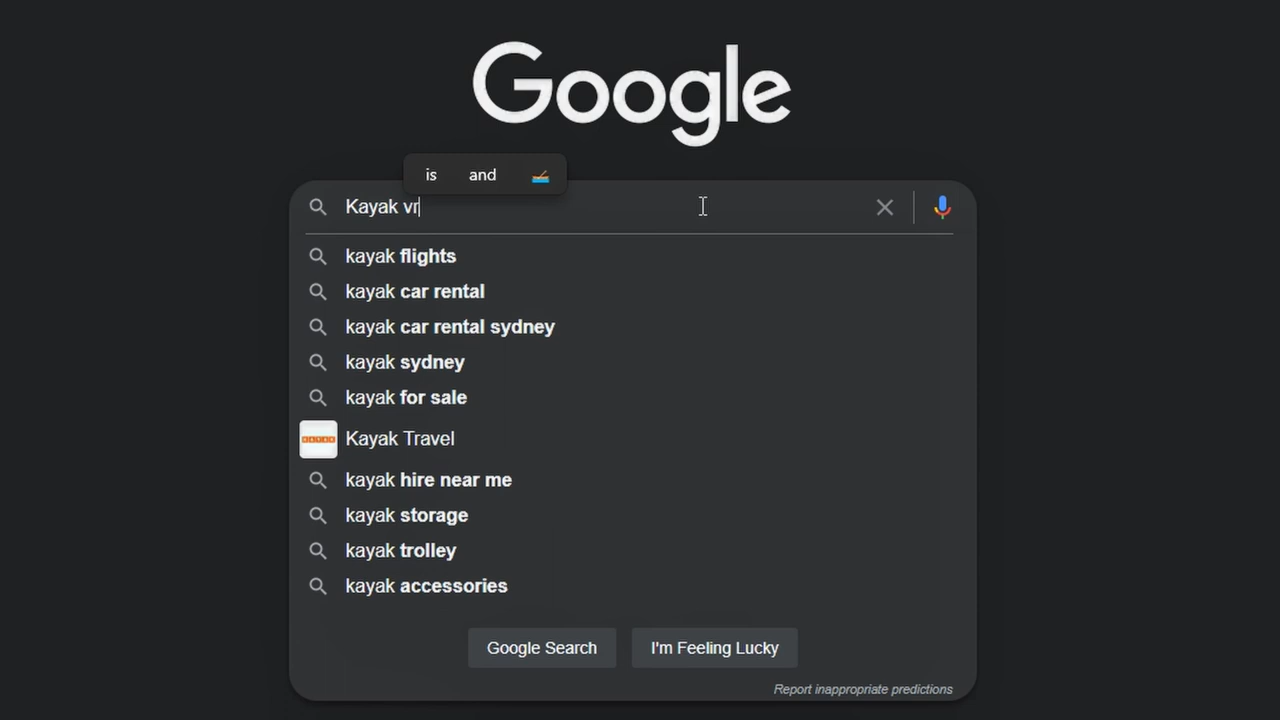 Google
is and
Kayak vr
kayak flights
kayak car rental
kayak car rental sydney
kayak sydney
kayak for sale
KAYAK Kayak Travel
kayak hire near me
kayak storage
kayak trolley
kayak accessories
Google Search I'm Feeling Lucky
Report inappropriate predictions